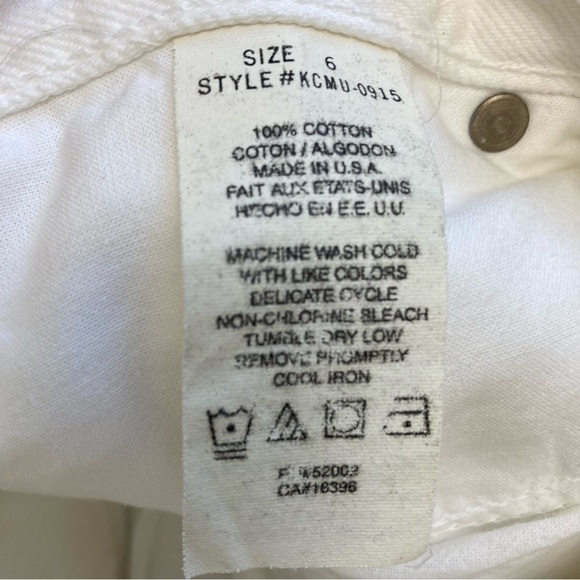 SIZE 6
STYLE # KCMU-0915
100% COTTON
COTON / ALGODON
MADE IN U.S.A.
FAIT AUX ETATS-UNIS
HECHO EN E.E. U.U.
MACHINE WASH COLD
WITH LIKE COLORS
DELICATE CYCLE
NON-CHLORINE BLEACH
TUMBLE DRY LOW
REMOVE PROMPTLY
COOL IRON
CA#16396